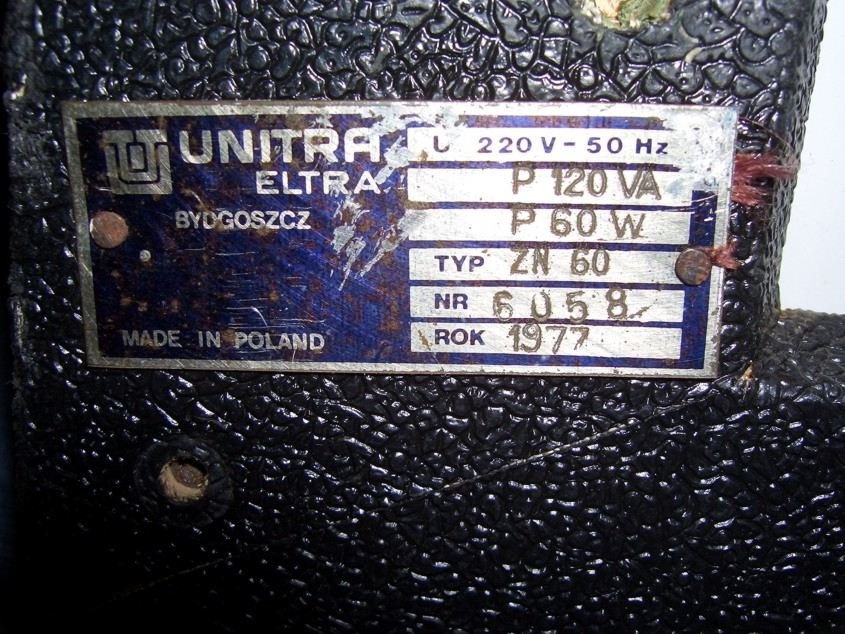 UNITRA
ELTRA
BYDGOSZCZ
MADE IN POLAND
U 220 V - 50 Hz
P 120 VA
P 60 W
TYP ZN 60
NR 6058
ROK 1977